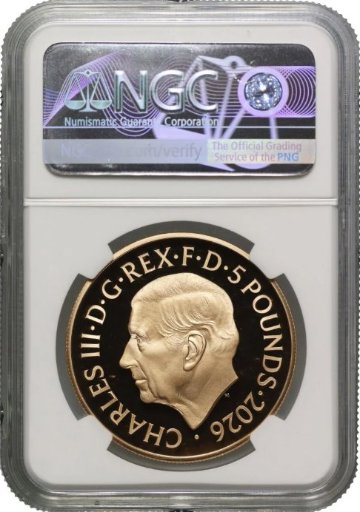 NGC
Numismatic Guaranty Corporation
The Official Grading
Service of the PNG
CHARLES III·D·G·REX·F·D·5 POUNDS·2026